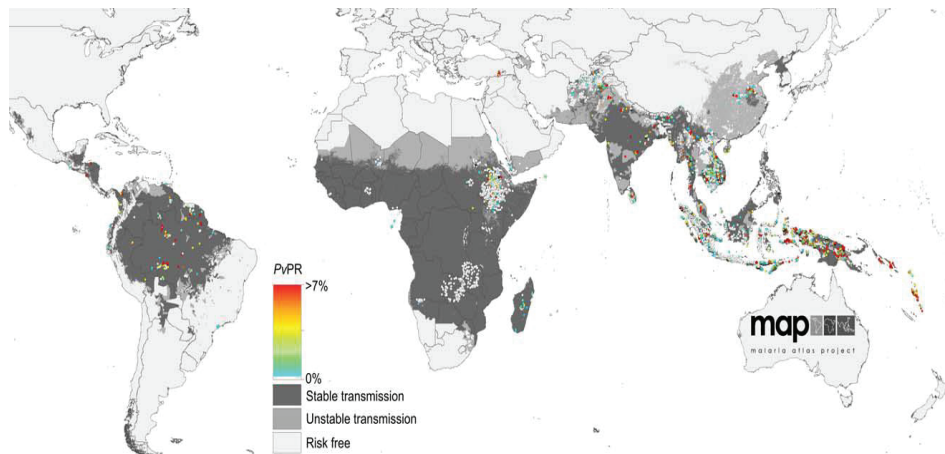 PvPR
>7%
0%
Stable transmission
Unstable transmission
Risk free
map
malaria atlas project